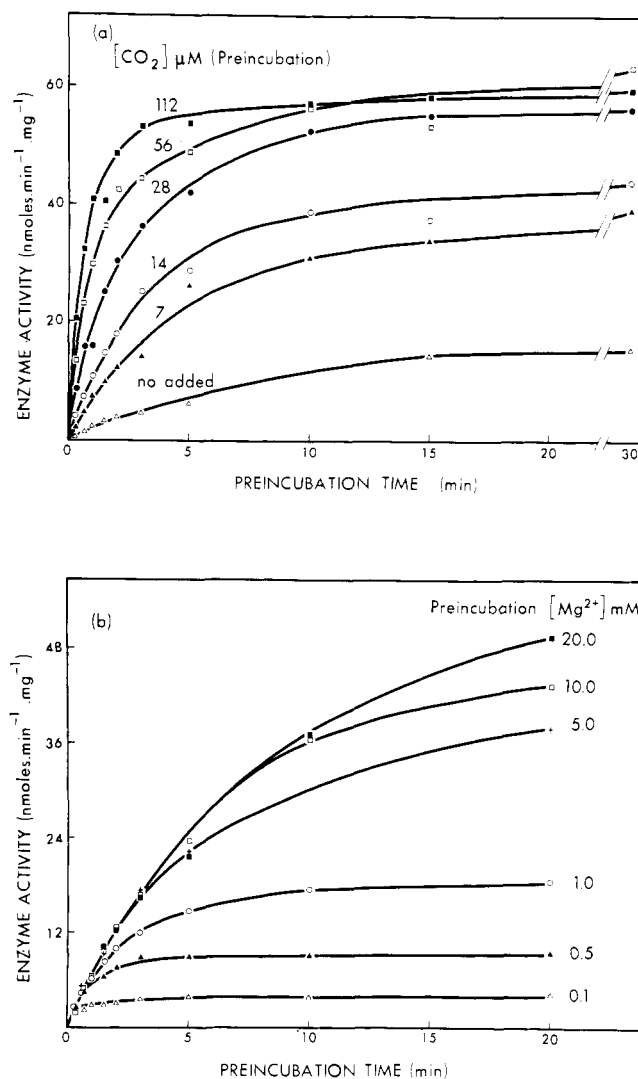 (a)
[CO₂] μM (Preincubation)
ENZYME ACTIVITY (nmoles.min⁻¹.mg⁻¹)
60
40
20
112
56
28
14
7
no added
0 5 10 15 20 30
PREINCUBATION TIME (min)
(b)
Preincubation [Mg²⁺] mM
ENZYME ACTIVITY (nmoles.min⁻¹.mg⁻¹)
48
36
24
12
20.0
10.0
5.0
1.0
0.5
0.1
0 5 10 15 20
PREINCUBATION TIME (min)